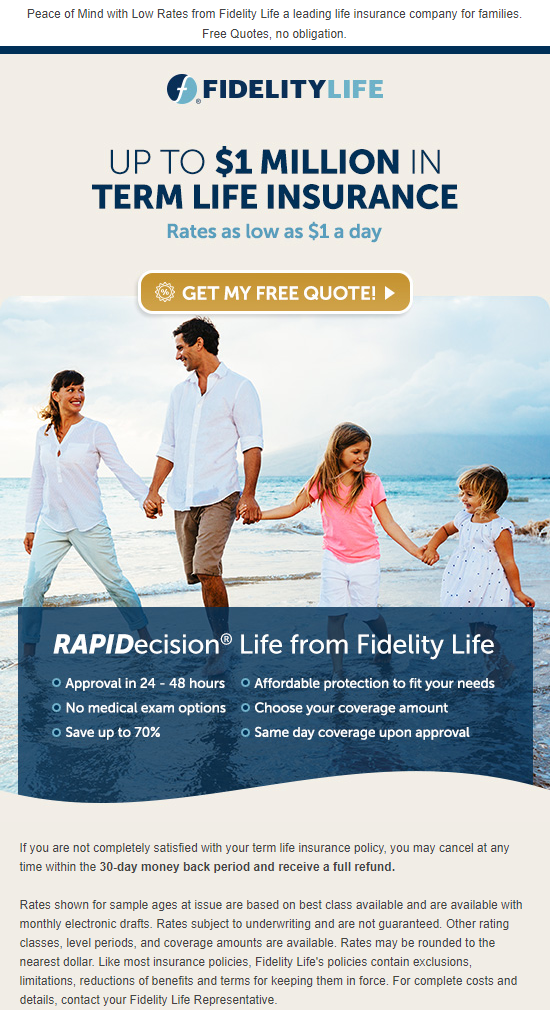 Peace of Mind with Low Rates from Fidelity Life a leading life insurance company for families.
Free Quotes, no obligation.
FIDELITYLIFE
UP TO $1 MILLION IN
TERM LIFE INSURANCE
Rates as low as $1 a day
GET MY FREE QUOTE!
RAPIDecision® Life from Fidelity Life
Approval in 24 - 48 hours
No medical exam options
Save up to 70%
Affordable protection to fit your needs
Choose your coverage amount
Same day coverage upon approval
If you are not completely satisfied with your term life insurance policy, you may cancel at any
time within the 30-day money back period and receive a full refund.
Rates shown for sample ages at issue are based on best class available and are available with
monthly electronic drafts. Rates subject to underwriting and are not guaranteed. Other rating
classes, level periods, and coverage amounts are available. Rates may be rounded to the
nearest dollar. Like most insurance policies, Fidelity Life's policies contain exclusions,
limitations, reductions of benefits and terms for keeping them in force. For complete costs and
details, contact your Fidelity Life Representative.